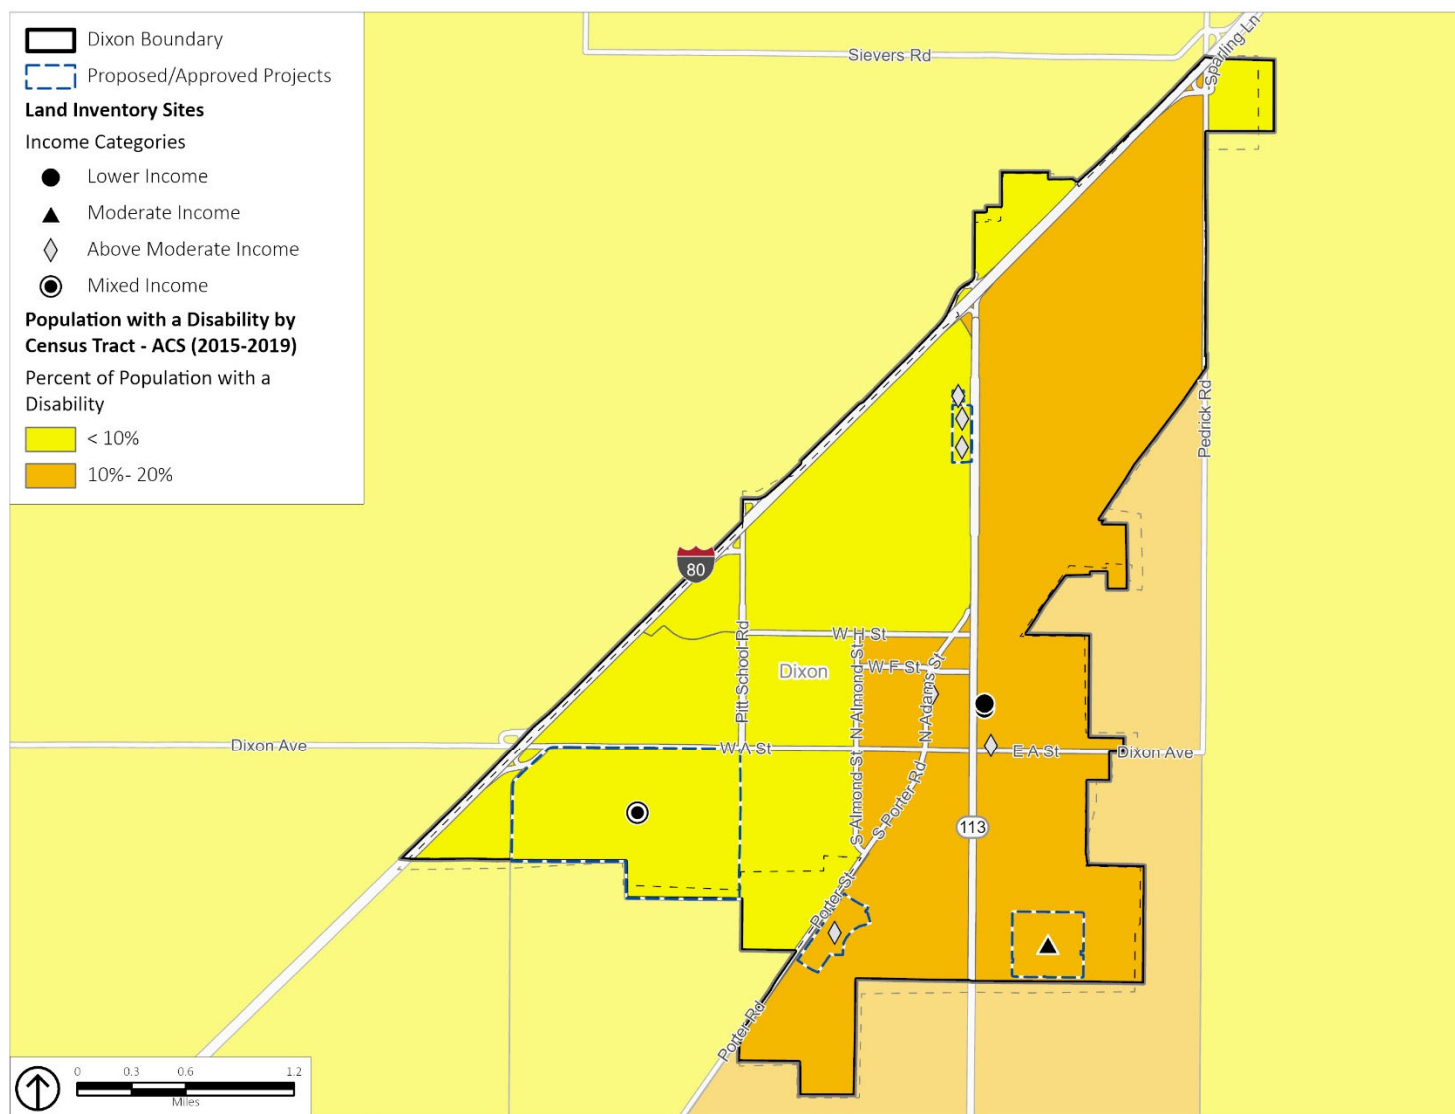 Dixon Boundary
Proposed/Approved Projects
Land Inventory Sites
Income Categories
Lower Income
Moderate Income
Above Moderate Income
Mixed Income
Population with a Disability by
Census Tract - ACS (2015-2019)
Percent of Population with a
Disability
< 10%
10%- 20%
Sievers Rd
Sparling Ln
Pedrick Rd
80
Pitt School Rd
W H St
W F St
Dixon
N Almond St
N Adams St
Dixon Ave
W A St
E A St
Dixon Ave
S Almond St
S Porter Rd
113
Porter St
Porter Rd
0 0.3 0.6 1.2
Miles